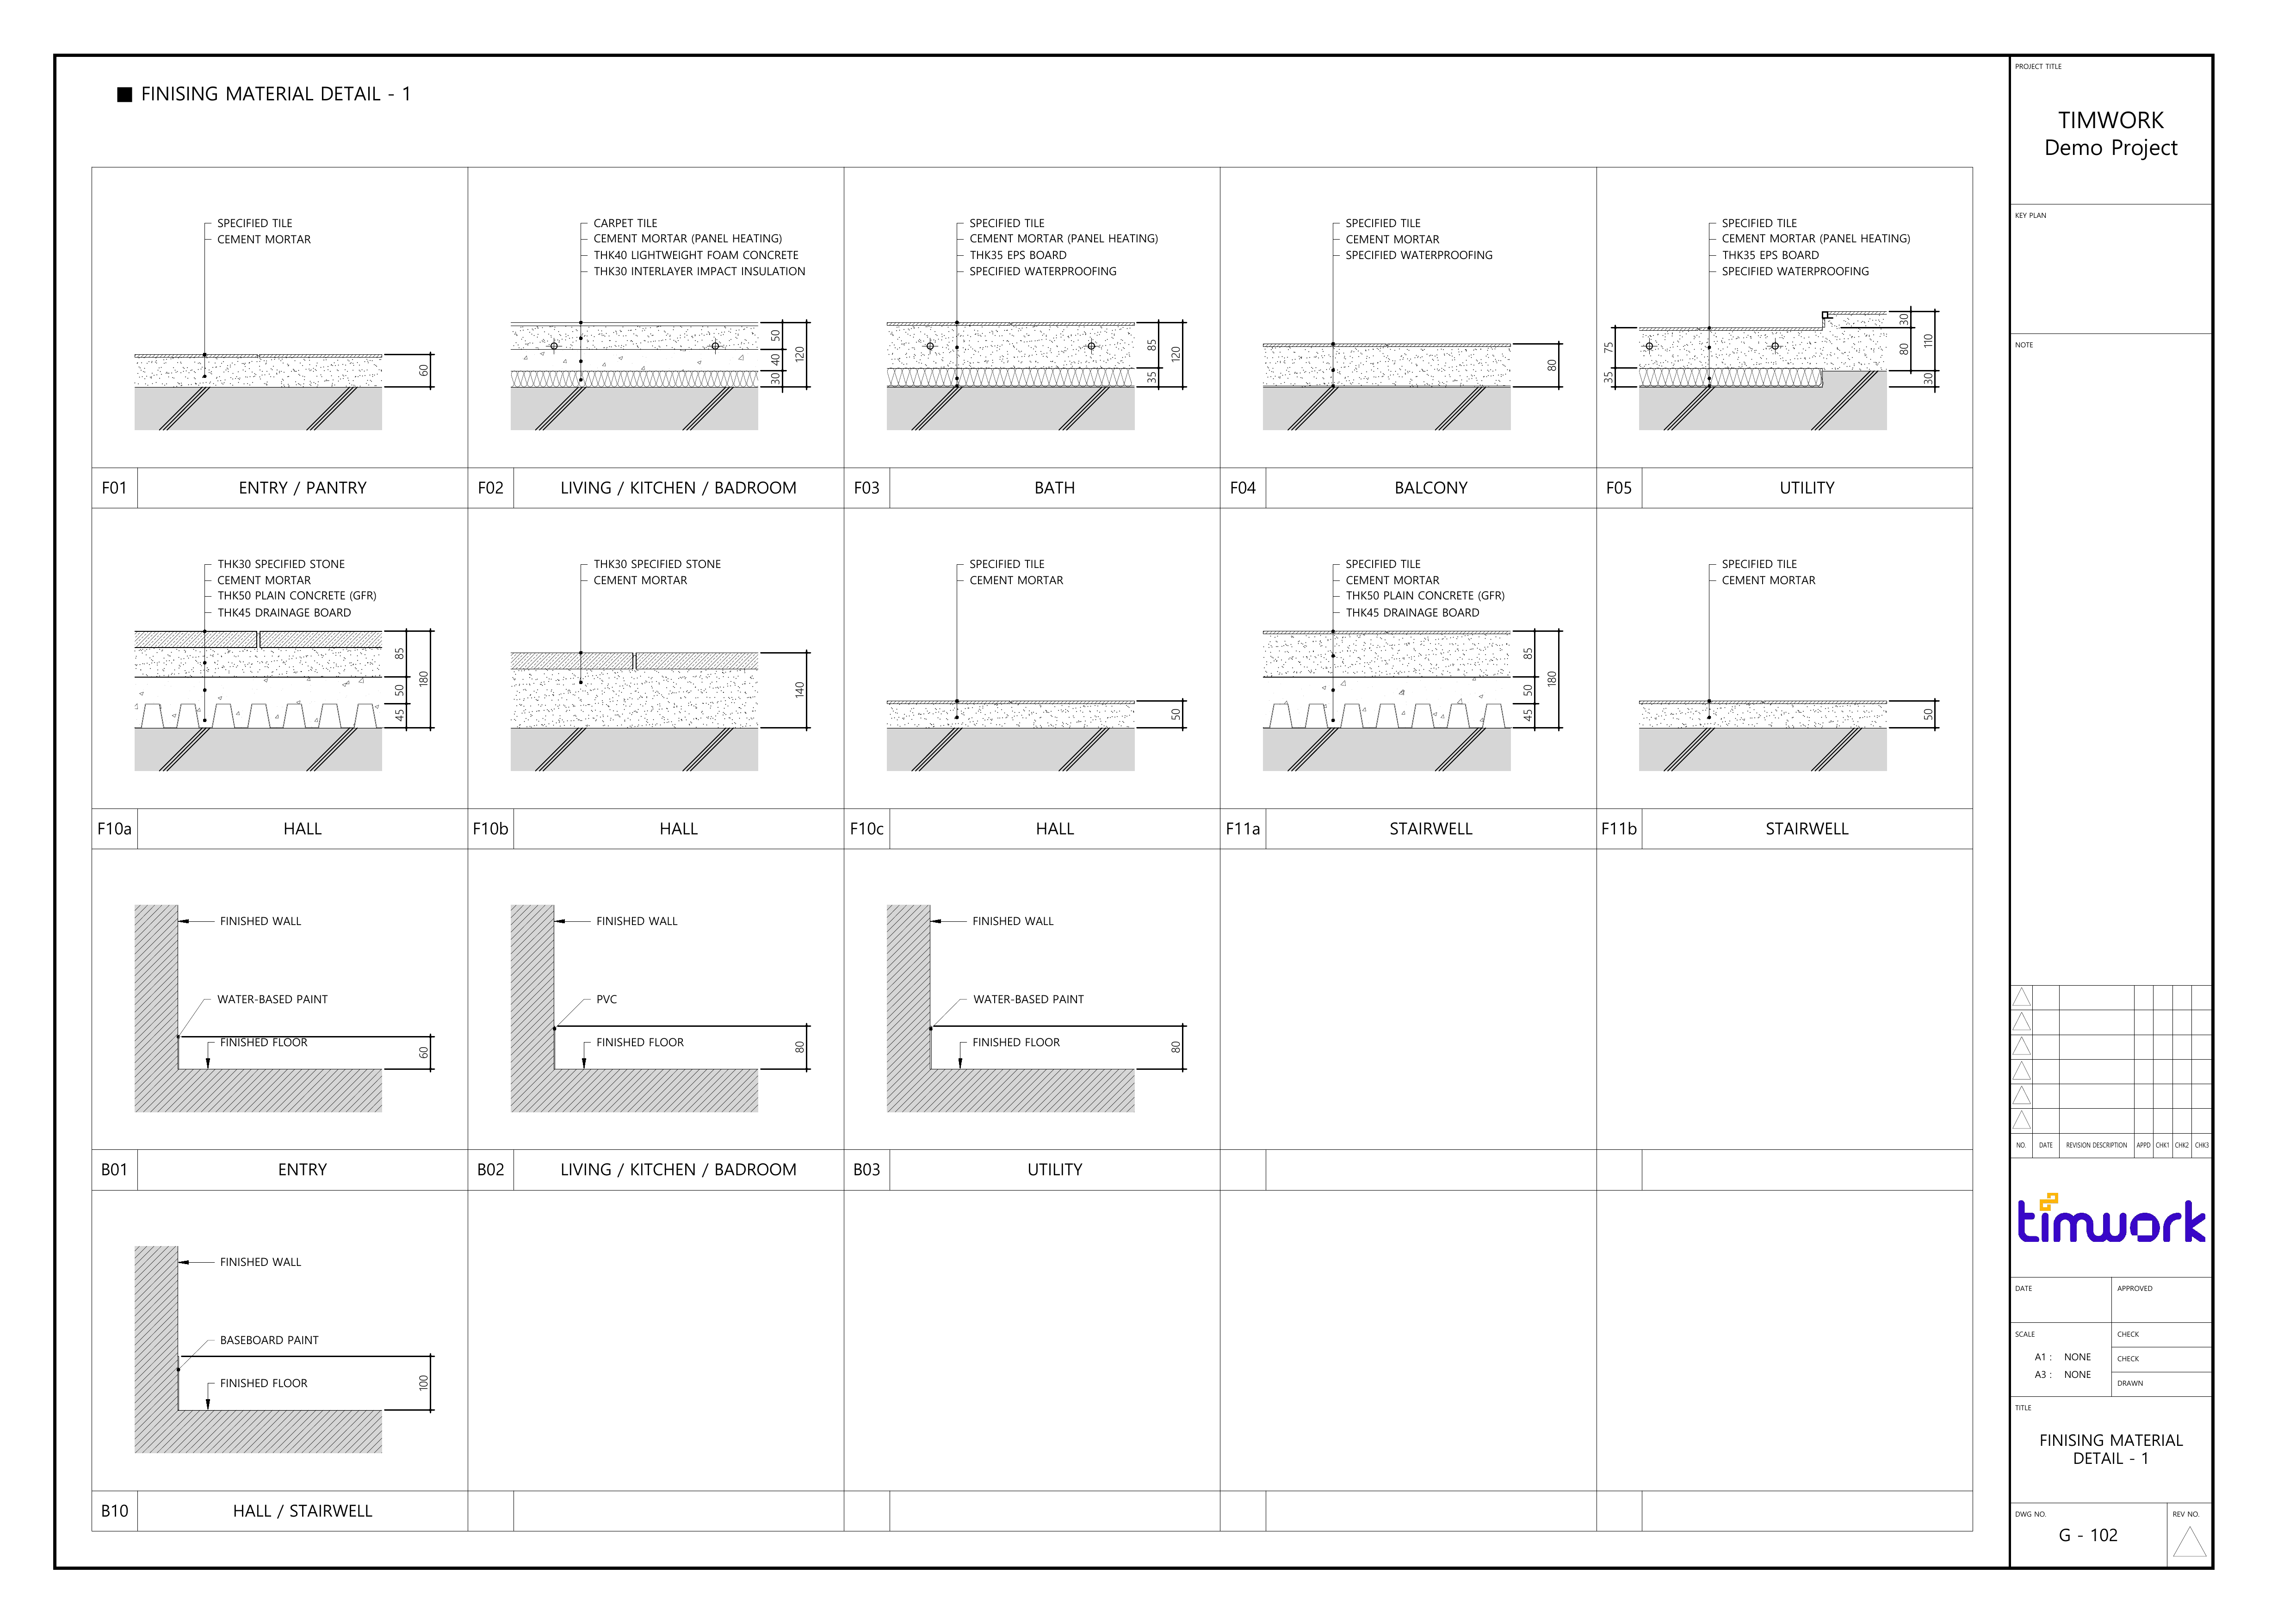 ■ FINISING MATERIAL DETAIL - 1
SPECIFIED TILE
CEMENT MORTAR
60
F01
ENTRY / PANTRY
CARPET TILE
CEMENT MORTAR (PANEL HEATING)
THK40 LIGHTWEIGHT FOAM CONCRETE
THK30 INTERLAYER IMPACT INSULATION
50
40
30
120
F02
LIVING / KITCHEN / BADROOM
SPECIFIED TILE
CEMENT MORTAR (PANEL HEATING)
THK35 EPS BOARD
SPECIFIED WATERPROOFING
85
35
120
F03
BATH
SPECIFIED TILE
CEMENT MORTAR
SPECIFIED WATERPROOFING
80
F04
BALCONY
SPECIFIED TILE
CEMENT MORTAR (PANEL HEATING)
THK35 EPS BOARD
SPECIFIED WATERPROOFING
75
35
30
80
110
30
F05
UTILITY
THK30 SPECIFIED STONE
CEMENT MORTAR
THK50 PLAIN CONCRETE (GFR)
THK45 DRAINAGE BOARD
85
50
45
180
F10a
HALL
THK30 SPECIFIED STONE
CEMENT MORTAR
140
F10b
HALL
SPECIFIED TILE
CEMENT MORTAR
50
F10c
HALL
SPECIFIED TILE
CEMENT MORTAR
THK50 PLAIN CONCRETE (GFR)
THK45 DRAINAGE BOARD
85
50
45
180
F11a
STAIRWELL
SPECIFIED TILE
CEMENT MORTAR
50
F11b
STAIRWELL
FINISHED WALL
WATER-BASED PAINT
FINISHED FLOOR
60
B01
ENTRY
FINISHED WALL
PVC
FINISHED FLOOR
80
B02
LIVING / KITCHEN / BADROOM
FINISHED WALL
WATER-BASED PAINT
FINISHED FLOOR
80
B03
UTILITY
FINISHED WALL
BASEBOARD PAINT
FINISHED FLOOR
100
B10
HALL / STAIRWELL
PROJECT TITLE
TIMWORK
Demo Project
KEY PLAN
NOTE
NO. DATE REVISION DESCRIPTION APPD CHK1 CHK2 CHK3
timwork
DATE
APPROVED
SCALE
A1 : NONE
A3 : NONE
CHECK
CHECK
DRAWN
TITLE
FINISING MATERIAL
DETAIL - 1
DWG NO.
G - 102
REV NO.